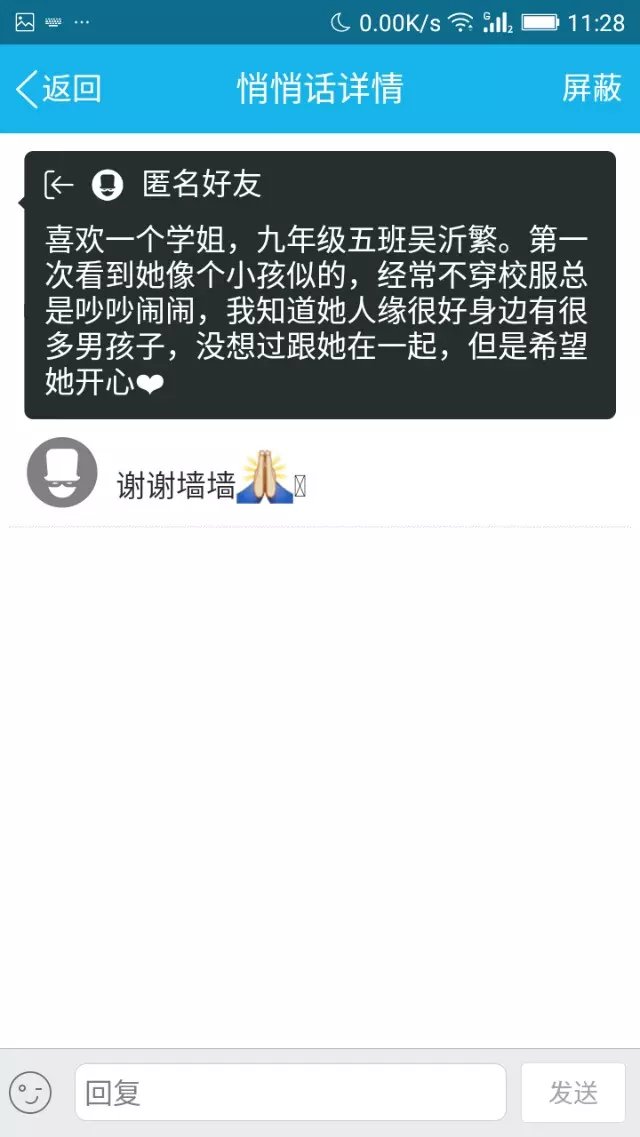 0.00K/s G 2 11:28
返回 悄悄话详情 屏蔽
匿名好友
喜欢一个学姐，九年级五班吴沂繁。第一
次看到她像个小孩似的，经常不穿校服总
是吵吵闹闹，我知道她人缘很好身边有很
多男孩子，没想过跟她在一起，但是希望
她开心❤
谢谢墙墙🙏
回复 发送